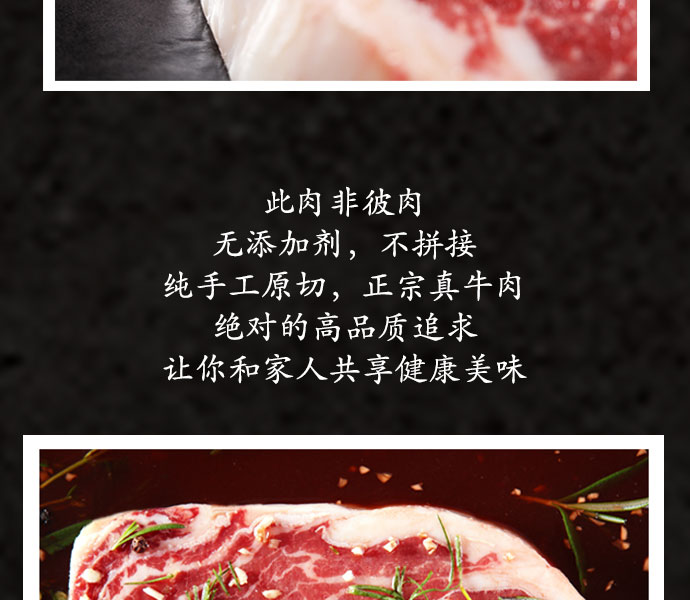 此肉非彼肉
无添加剂，不拼接
纯手工原切，正宗真牛肉
绝对的高品质追求
让你和家人共享健康美味